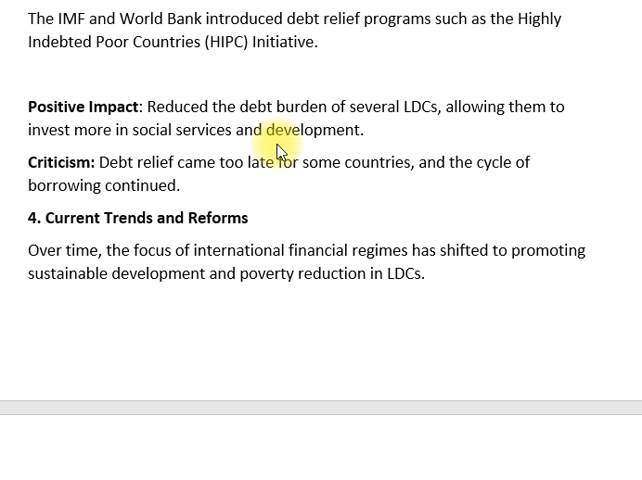 The IMF and World Bank introduced debt relief programs such as the Highly
Indebted Poor Countries (HIPC) Initiative.
Positive Impact: Reduced the debt burden of several LDCs, allowing them to
invest more in social services and development.
Criticism: Debt relief came too late for some countries, and the cycle of
borrowing continued.
4. Current Trends and Reforms
Over time, the focus of international financial regimes has shifted to promoting
sustainable development and poverty reduction in LDCs.